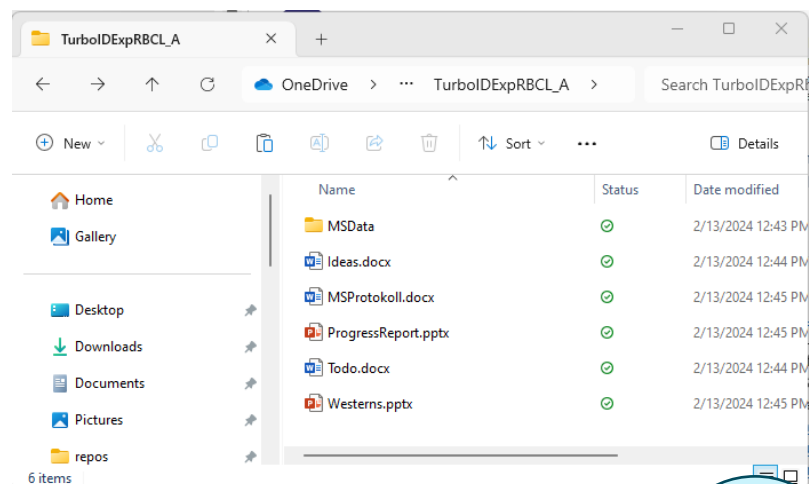 TurboIDExpRBCL_A
OneDrive > ... TurboIDExpRBCL_A > Search TurboIDExpR
New Sort ... Details
Name Status Date modified
Home
Gallery
Desktop
Downloads
Documents
Pictures
repos
MSData 2/13/2024 12:43 PM
Ideas.docx 2/13/2024 12:44 PM
MSProtokoll.docx 2/13/2024 12:45 PM
ProgressReport.pptx 2/13/2024 12:45 PM
Todo.docx 2/13/2024 12:44 PM
Westerns.pptx 2/13/2024 12:45 PM
6 items